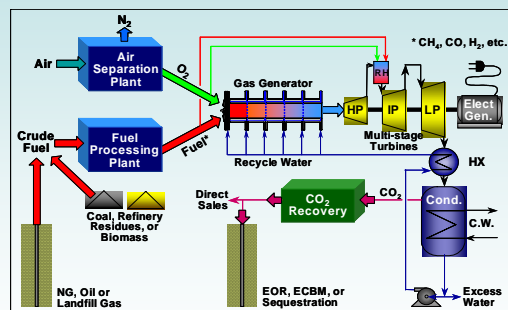 N2
* CH4, CO, H2, etc.
Air
Air
Separation
Plant
O2
RH
Gas Generator
HP
IP
LP
Elect
Gen.
Multi-stage
Turbines
Crude
Fuel
Fuel
Processing
Plant
Fuel*
Recycle Water
HX
Direct
Sales
CO2
Recovery
CO2
Cond.
C.W.
Coal, Refinery
Residues, or
Biomass
NG, Oil or
Landfill Gas
EOR, ECBM, or
Sequestration
Excess
Water